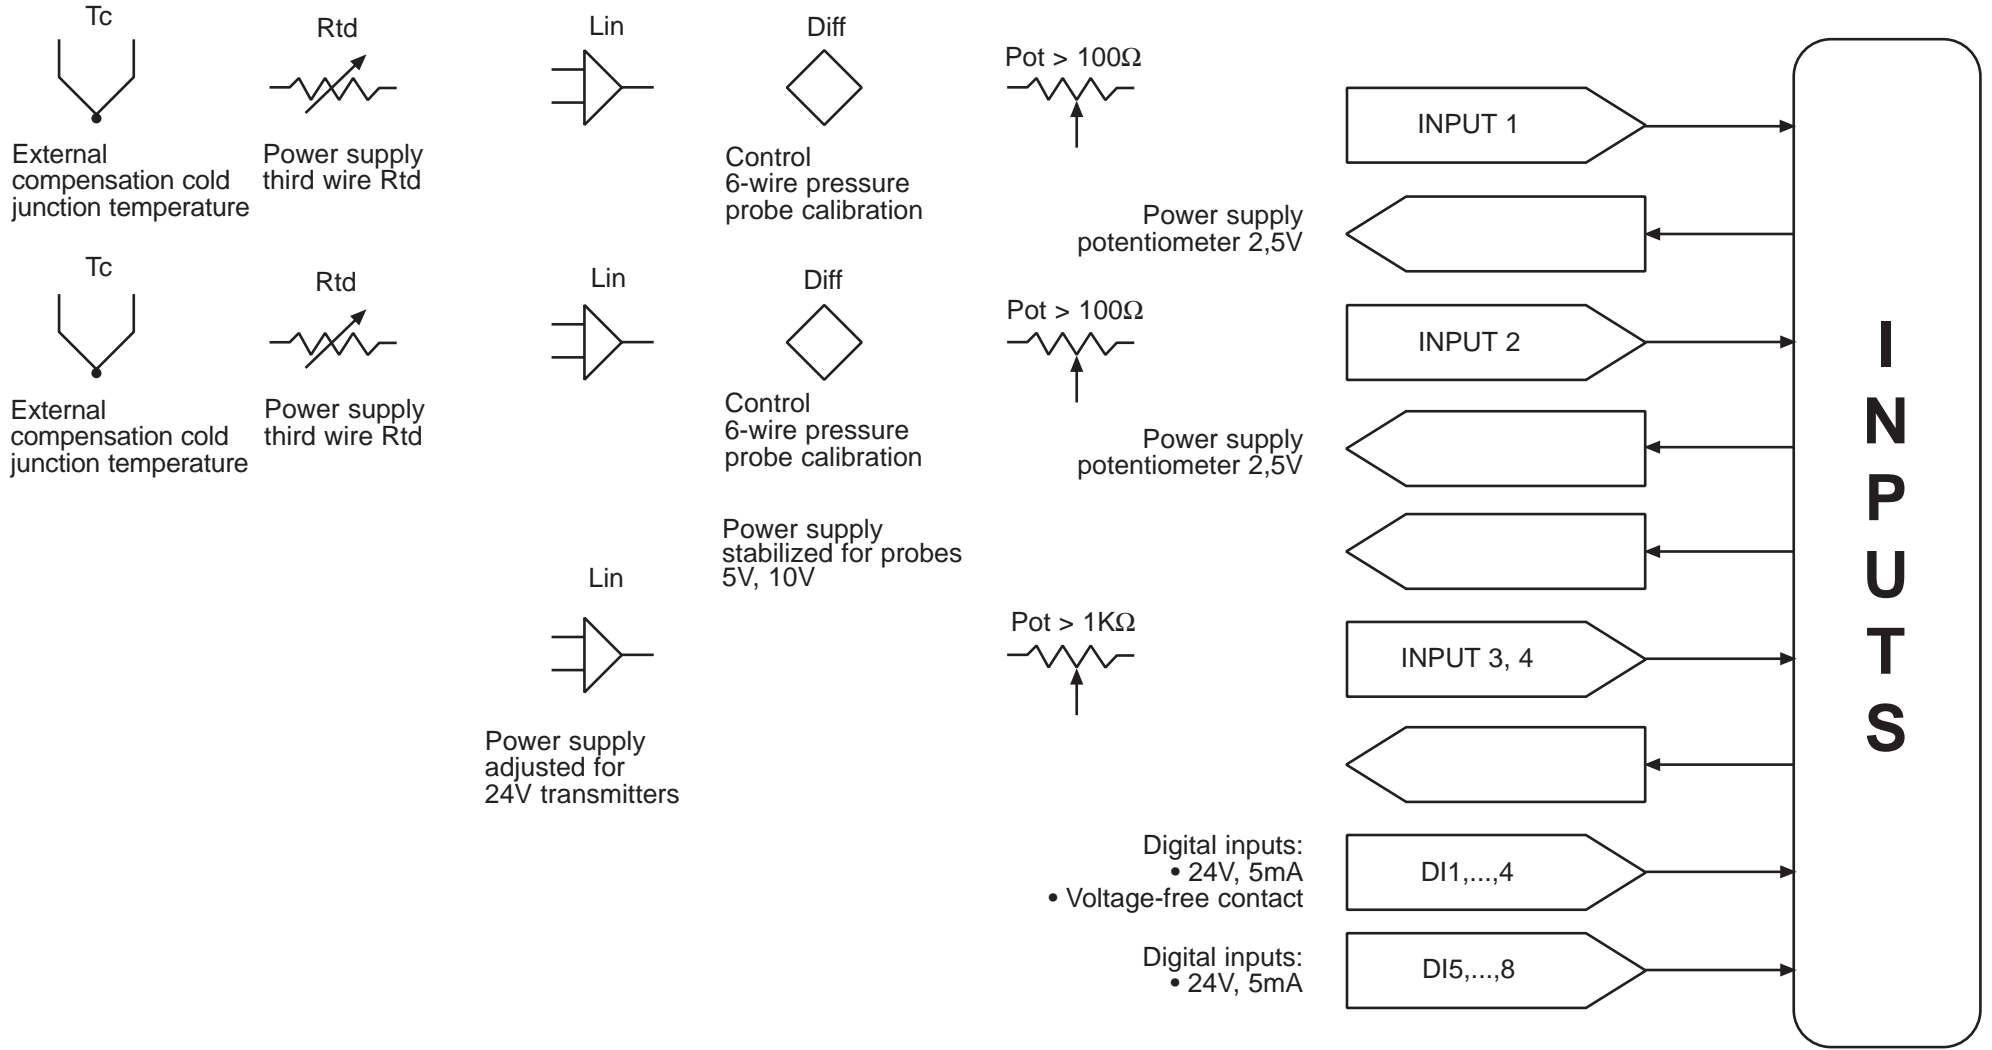 Tc
Rtd
Lin
Diff
Pot > 100Ω
INPUT 1
External
compensation cold
junction temperature
Power supply
third wire Rtd
Control
6-wire pressure
probe calibration
Power supply
potentiometer 2,5V
Tc
Rtd
Lin
Diff
Pot > 100Ω
INPUT 2
External
compensation cold
junction temperature
Power supply
third wire Rtd
Control
6-wire pressure
probe calibration
Power supply
potentiometer 2,5V
Power supply
stabilized for probes
5V, 10V
Lin
Pot > 1KΩ
INPUT 3, 4
Power supply
adjusted for
24V transmitters
Digital inputs:
• 24V, 5mA
• Voltage-free contact
DI1,...,4
Digital inputs:
• 24V, 5mA
DI5,...,8
INPUTS